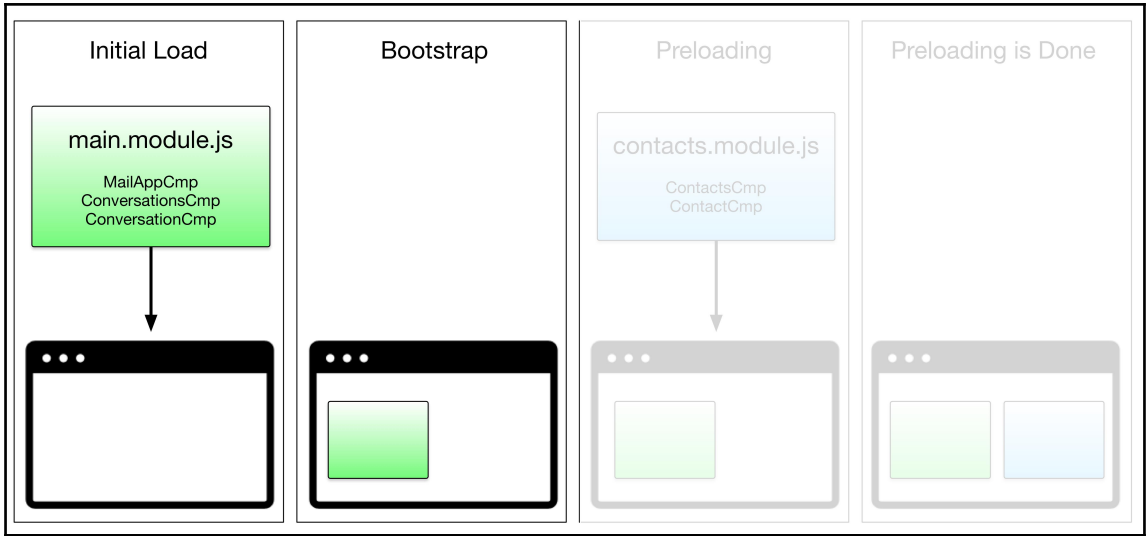 Initial Load
Bootstrap
Preloading
Preloading is Done
main.module.js
MailAppCmp
ConversationsCmp
ConversationCmp
contacts.module.js
ContactsCmp
ContactCmp